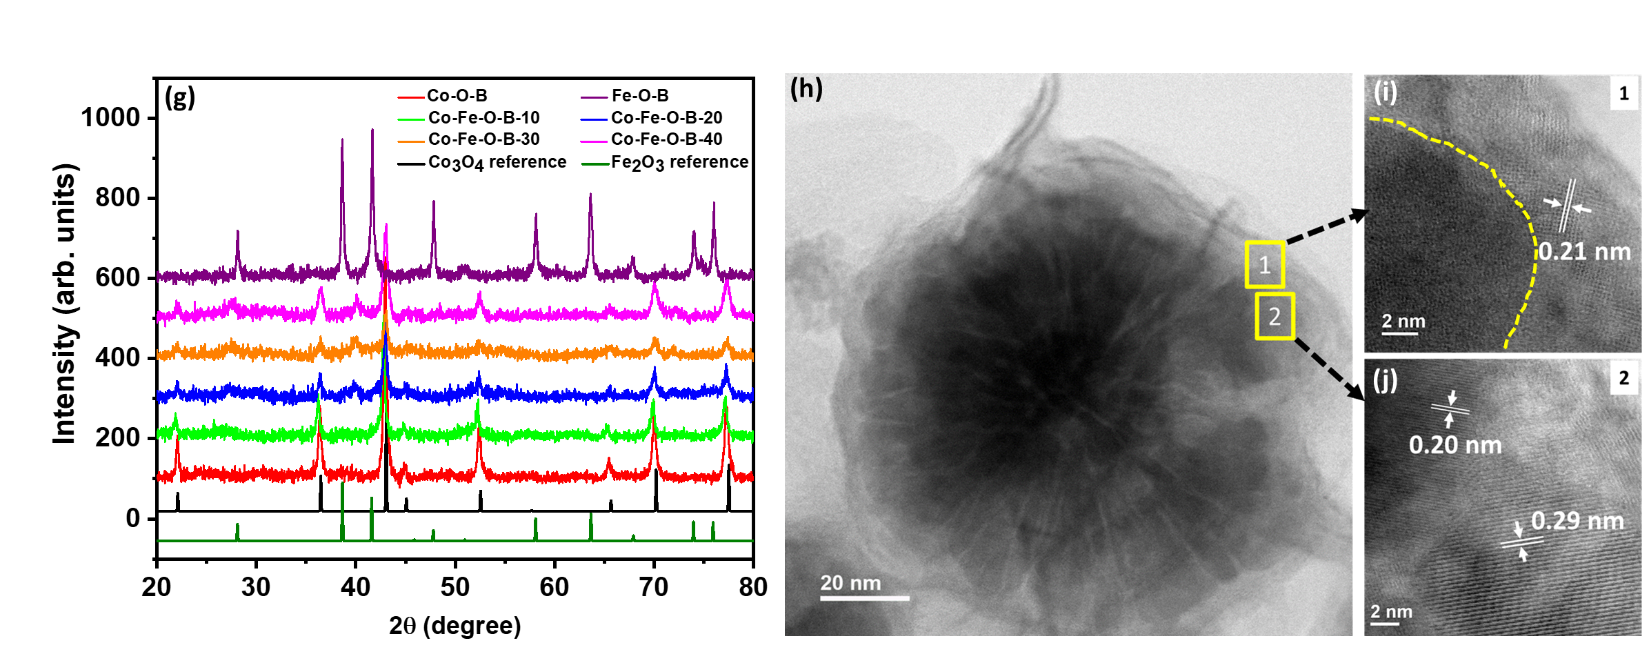 (g)
Co-O-B Fe-O-B
Co-Fe-O-B-10 Co-Fe-O-B-20
Co-Fe-O-B-30 Co-Fe-O-B-40
Co3O4 reference Fe2O3 reference
Intensity (arb. units)
1000
800
600
400
200
0
20 30 40 50 60 70 80
2θ (degree)
(h)
1
2
20 nm
(i)
1
0.21 nm
2 nm
(j)
2
0.20 nm
0.29 nm
2 nm